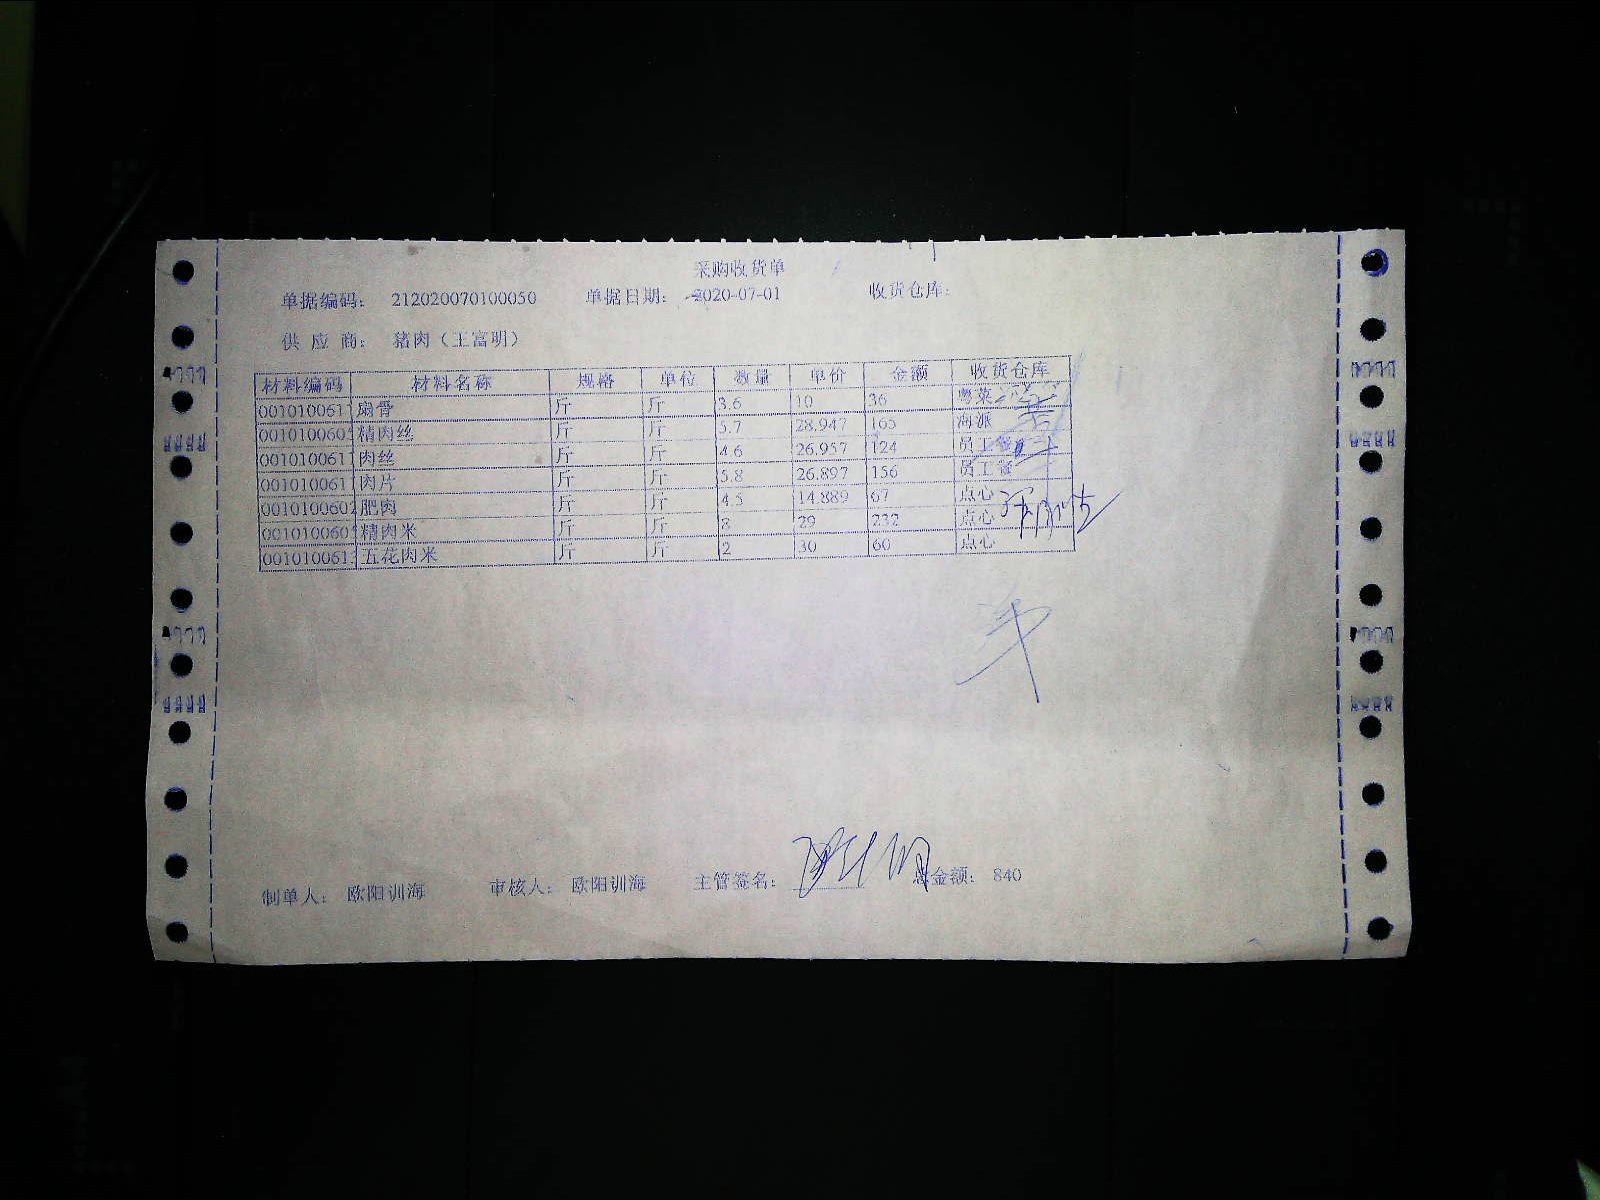 采购收货单
单据编码： 212020070100050 单据日期： 2020-07-01 收货仓库：
供 应 商： 猪肉（王富明）
材料编码 材料名称 规格 单位 数量 单价 金额 收货仓库
0010100611 扇骨 斤 斤 3.6 10 36 粤菜
001010060 精肉丝 斤 斤 5.7 28.947 165 海派
001010061 肉丝 斤 斤 4.6 26.957 124 员工餐
001010061 肉片 斤 斤 5.8 26.897 156 员工餐
001010060 肥肉 斤 斤 4.5 14.889 67 点心
001010060 精肉米 斤 斤 8 29 232 点心
001010061 五花肉米 斤 斤 2 30 60 点心
制单人： 欧阳训海 审核人： 欧阳训海 主管签名： 总金额： 840